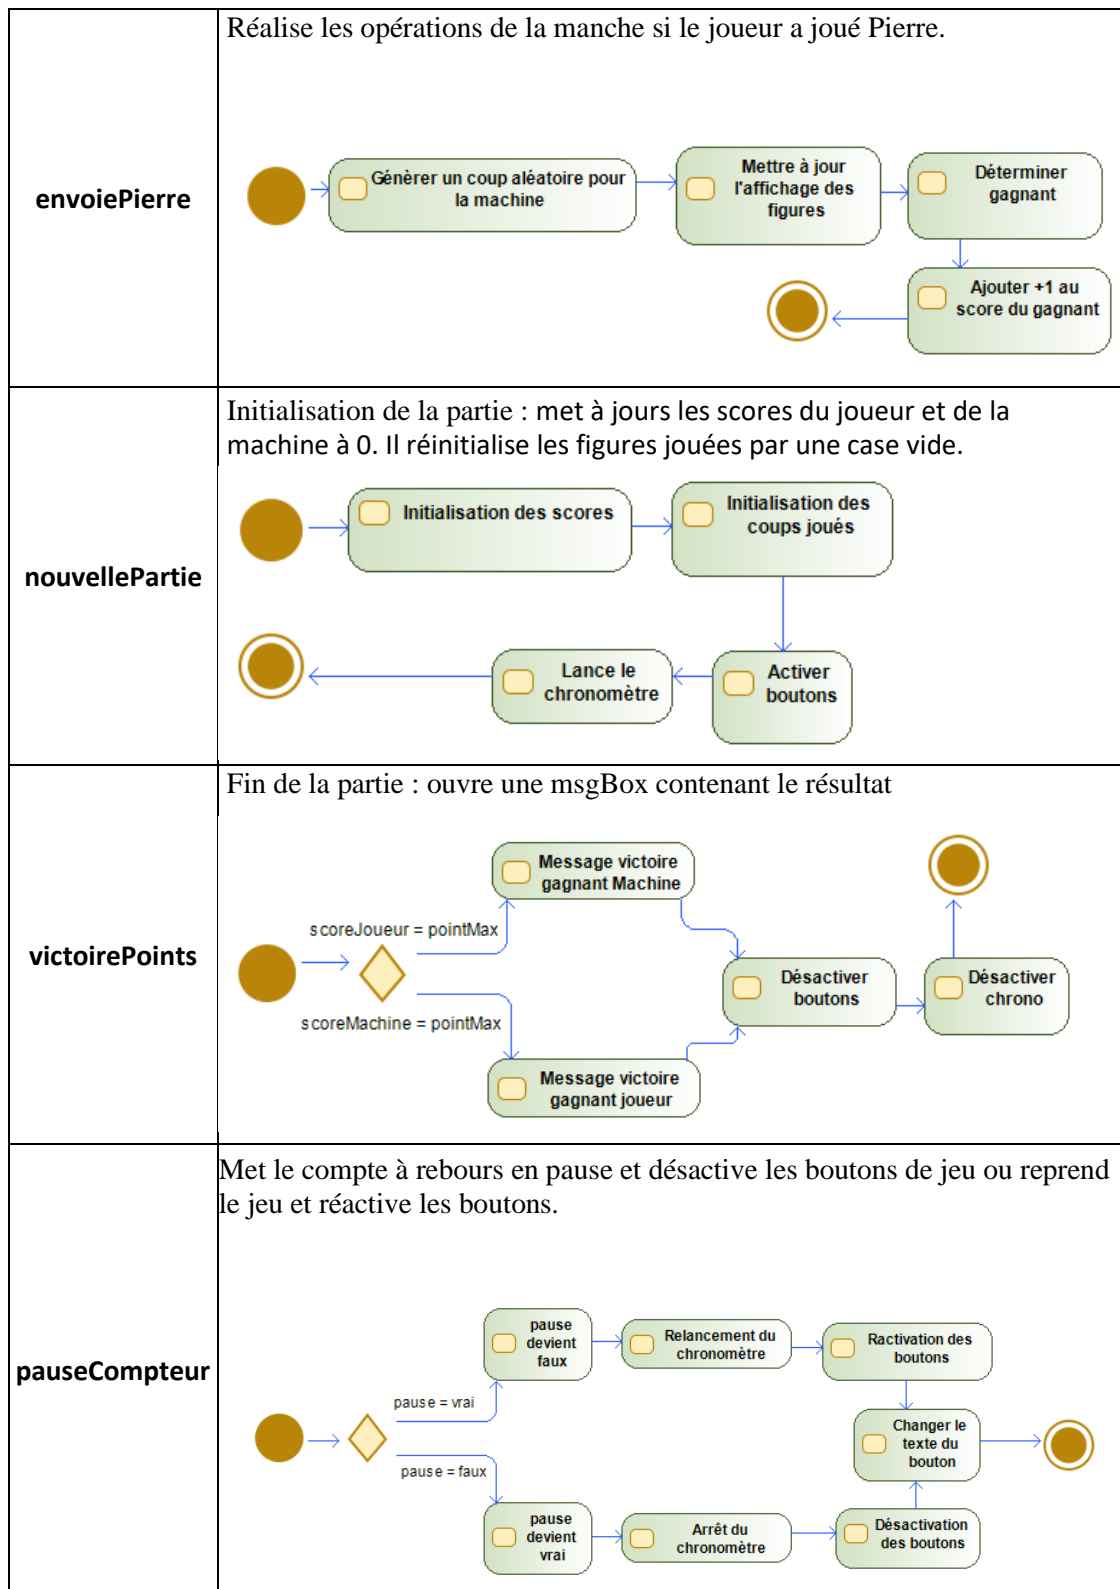 Réalise les opérations de la manche si le joueur a joué Pierre.
envoiePierre
Génèrer un coup aléatoire pour
la machine
Mettre à jour
l'affichage des
figures
Déterminer
gagnant
Ajouter +1 au
score du gagnant
Initialisation de la partie : met à jours les scores du joueur et de la
machine à 0. Il réinitialise les figures jouées par une case vide.
nouvellePartie
Initialisation des scores
Initialisation des
coups joués
Activer
boutons
Lance le
chronomètre
Fin de la partie : ouvre une msgBox contenant le résultat
victoirePoints
scoreJoueur = pointMax
Message victoire
gagnant Machine
scoreMachine = pointMax
Message victoire
gagnant joueur
Désactiver
boutons
Désactiver
chrono
Met le compte à rebours en pause et désactive les boutons de jeu ou reprend
le jeu et réactive les boutons.
pauseCompteur
pause = vrai
pause
devient
faux
Relancement du
chronomètre
Ractivation des
boutons
Changer le
texte du
bouton
pause = faux
pause
devient
vrai
Arrêt du
chronomètre
Désactivation
des boutons